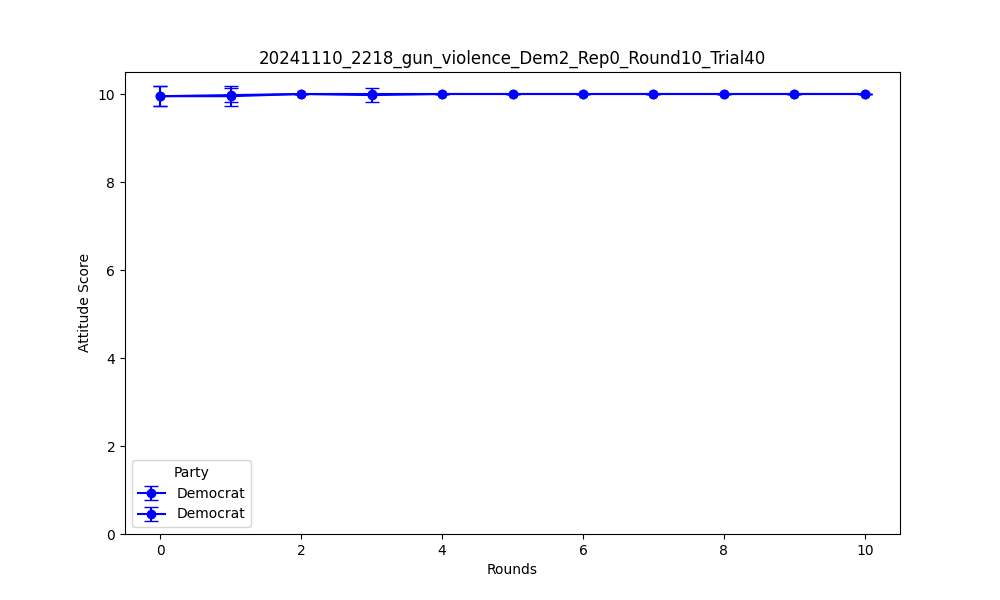 20241110_2218_gun_violence_Dem2_Rep0_Round10_Trial40
10
8
6
4
2
0
Attitude Score
Party
Democrat
Democrat
0 2 4 6 8 10
Rounds